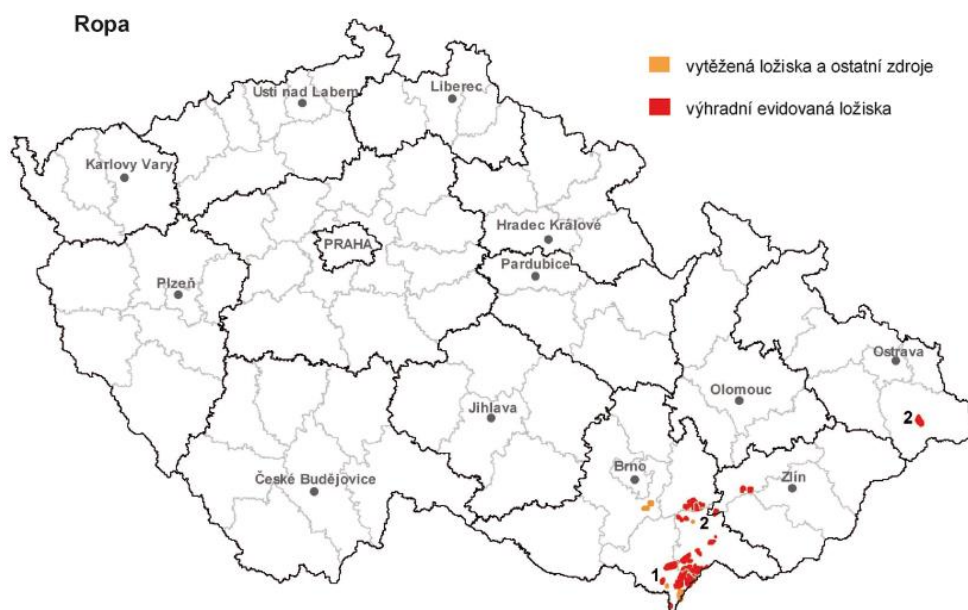 Ropa
vytěžená ložiska a ostatní zdroje
výhradní evidovaná ložiska
Ústí nad Labem
Liberec
Karlovy Vary
Hradec Králové
PRAHA
Pardubice
Plzeň
Ostrava
Olomouc
Jihlava
2
Brno
Zlín
České Budějovice
2
1